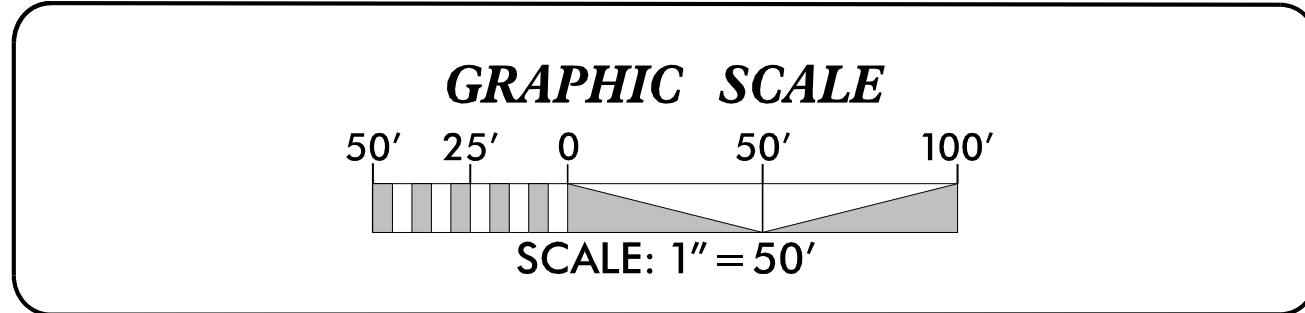 GRAPHIC SCALE
50′ 25′ 0 50′ 100′
SCALE: 1″ = 50′